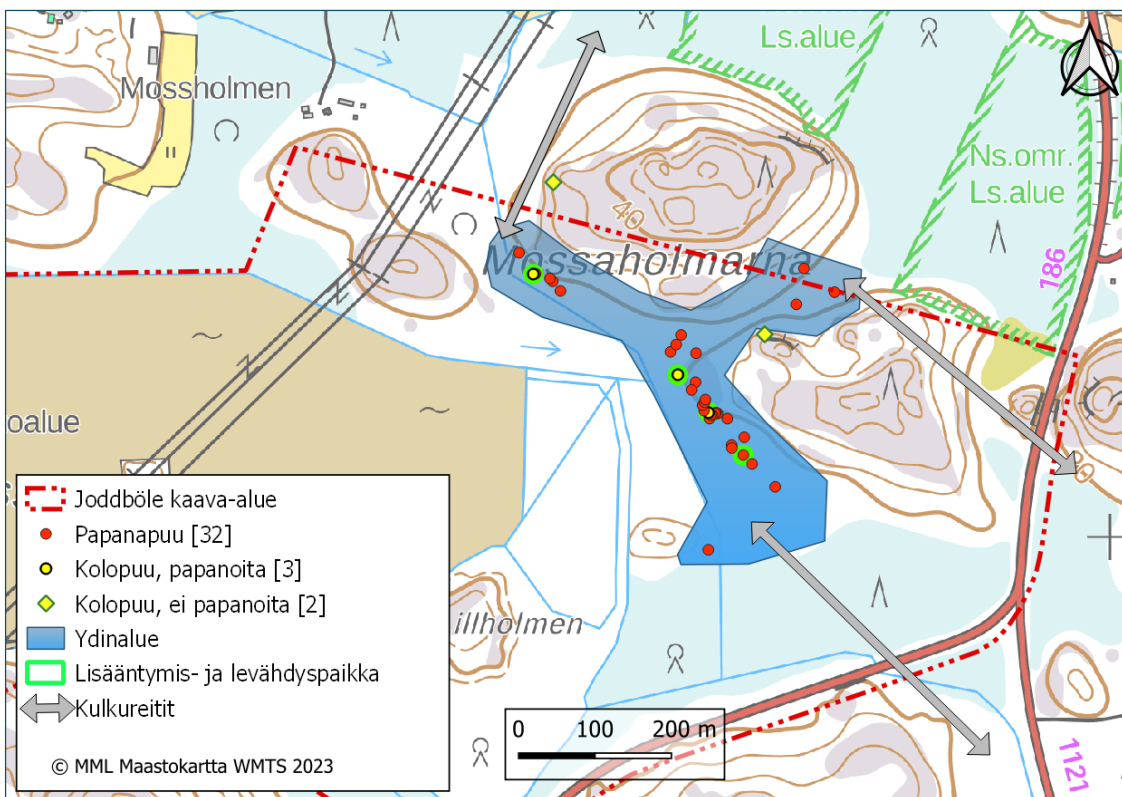 Ls.alue
Mossholmen
Ns.omr.
Ls.alue
40
Mossaholmarna
186
oalue
illholmen
1121
Joddböle kaava-alue
Papanapuu [32]
Kolopuu, papanoita [3]
Kolopuu, ei papanoita [2]
Ydinalue
Lisääntymis- ja levähdyspaikka
Kulkureitit
© MML Maastokartta WMTS 2023
0 100 200 m